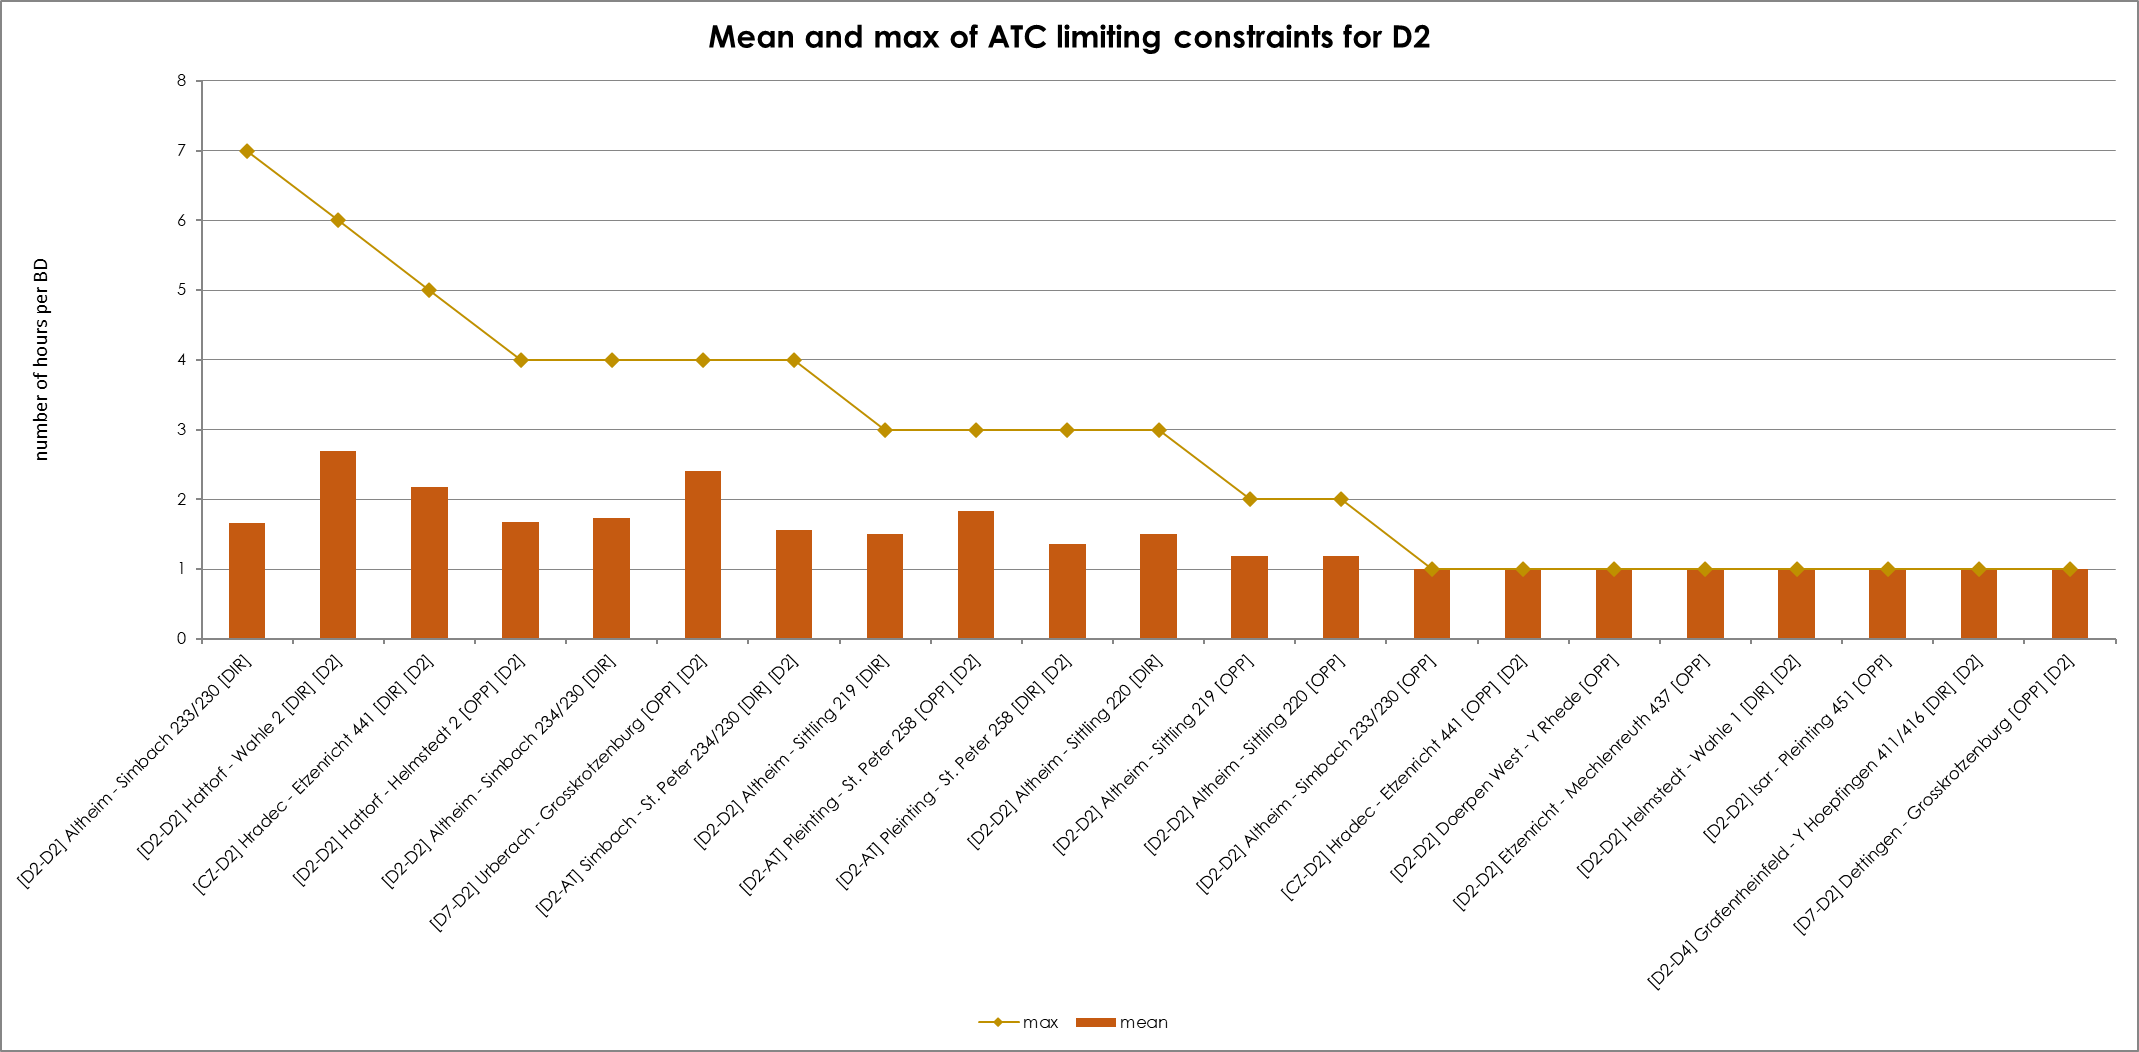 Mean and max of ATC limiting constraints for D2
number of hours per BD
8
7
6
5
4
3
2
1
0
[D2-D2] Altheim - Simbach 233/230 [DIR]
[D2-D2] Hattorf - Wahle 2 [DIR] [D2]
[CZ-D2] Hradec - Etzenricht 441 [DIR] [D2]
[D2-D2] Hattorf - Helmstedt 2 [OPP] [D2]
[D2-D2] Altheim - Simbach 234/230 [DIR]
[D7-D2] Urberach - Grosskrotzenburg [OPP] [D2]
[D2-AT] Simbach - St. Peter 234/230 [DIR] [D2]
[D2-D2] Altheim - Sittling 219 [DIR]
[D2-AT] Pleinting - St. Peter 258 [OPP] [D2]
[D2-AT] Pleinting - St. Peter 258 [DIR] [D2]
[D2-D2] Altheim - Sittling 220 [DIR]
[D2-D2] Altheim - Sittling 219 [OPP]
[D2-D2] Altheim - Sittling 220 [OPP]
[D2-D2] Altheim - Simbach 233/230 [OPP]
[CZ-D2] Hradec - Etzenricht 441 [OPP] [D2]
[D2-D2] Doerpen West - Y Rhede [OPP]
[D2-D2] Etzenricht - Mechlenreuth 437 [OPP]
[D2-D2] Helmstedt - Wahle 1 [DIR] [D2]
[D2-D2] Isar - Pleinting 451 [OPP]
[D2-D4] Grafenrheinfeld - Y Hoepfingen 411/416 [DIR] [D2]
[D7-D2] Dettingen - Grosskrotzenburg [OPP] [D2]
max
mean